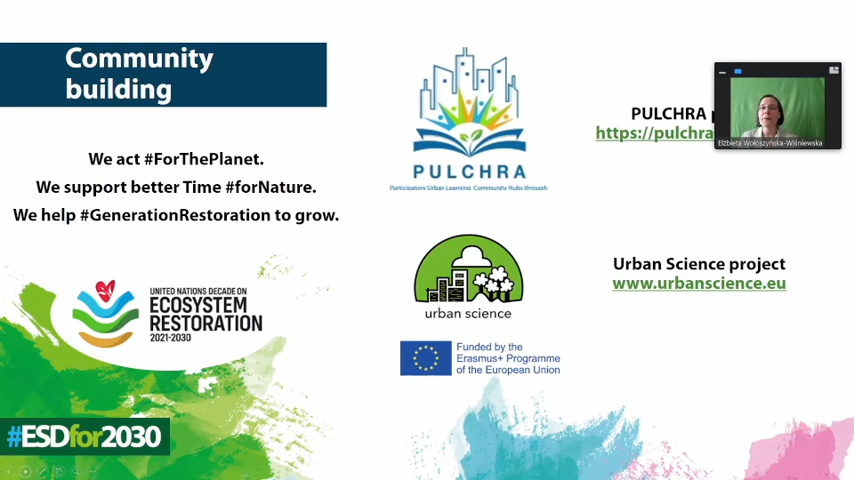 Community
building
We act #ForThePlanet.
We support better Time #forNature.
We help #GenerationRestoration to grow.
UNITED NATIONS DECADE ON
ECOSYSTEM
RESTORATION
2021-2030
#ESDfor2030
PULCHRA
Participatory Urban Learning Community Hubs through
urban science
Funded by the
Erasmus+ Programme
of the European Union
PULCHRA
https://pulchra
Elżbieta Wołoszyńska-Wiśniewska
Urban Science project
www.urbanscience.eu